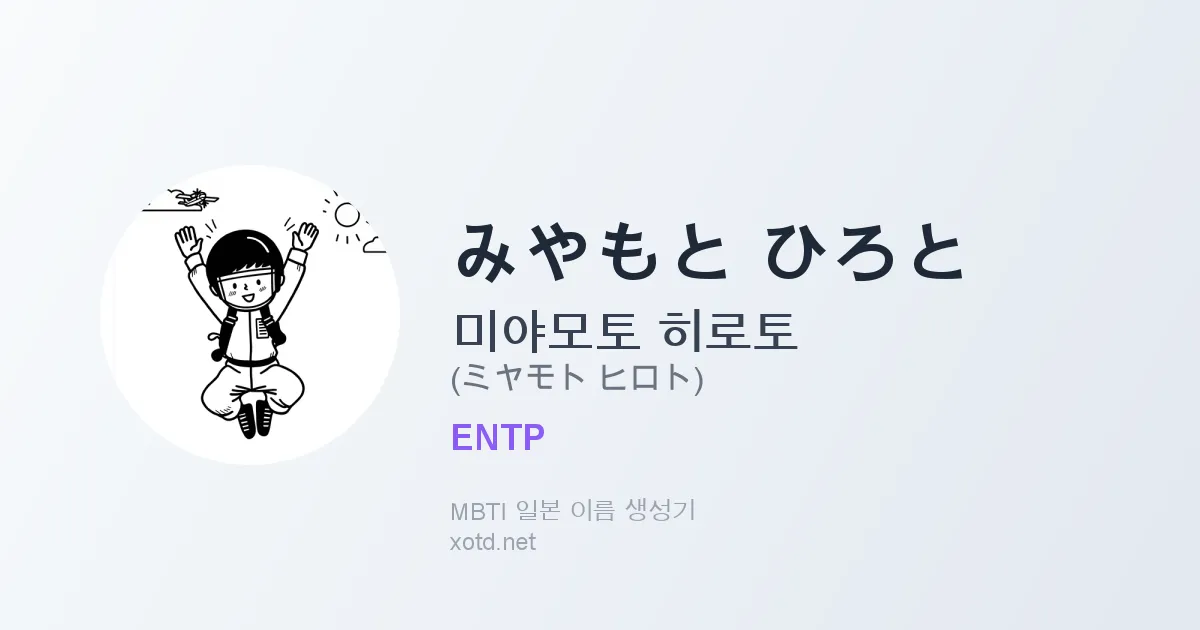 みやもと ひろと
미야모토 히로토
(ミヤモト ヒロト)
ENTP
MBTI 일본 이름 생성기
xotd.net